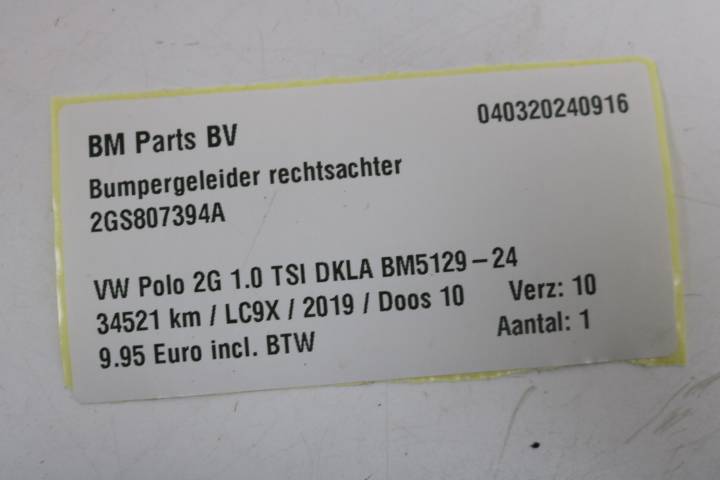 BM Parts BV 040320240916
Bumpergeleider rechtsachter
2GS807394A
VW Polo 2G 1.0 TSI DKLA BM5129-24
34521 km / LC9X / 2019 / Doos 10 Verz: 10
9.95 Euro incl. BTW Aantal: 1